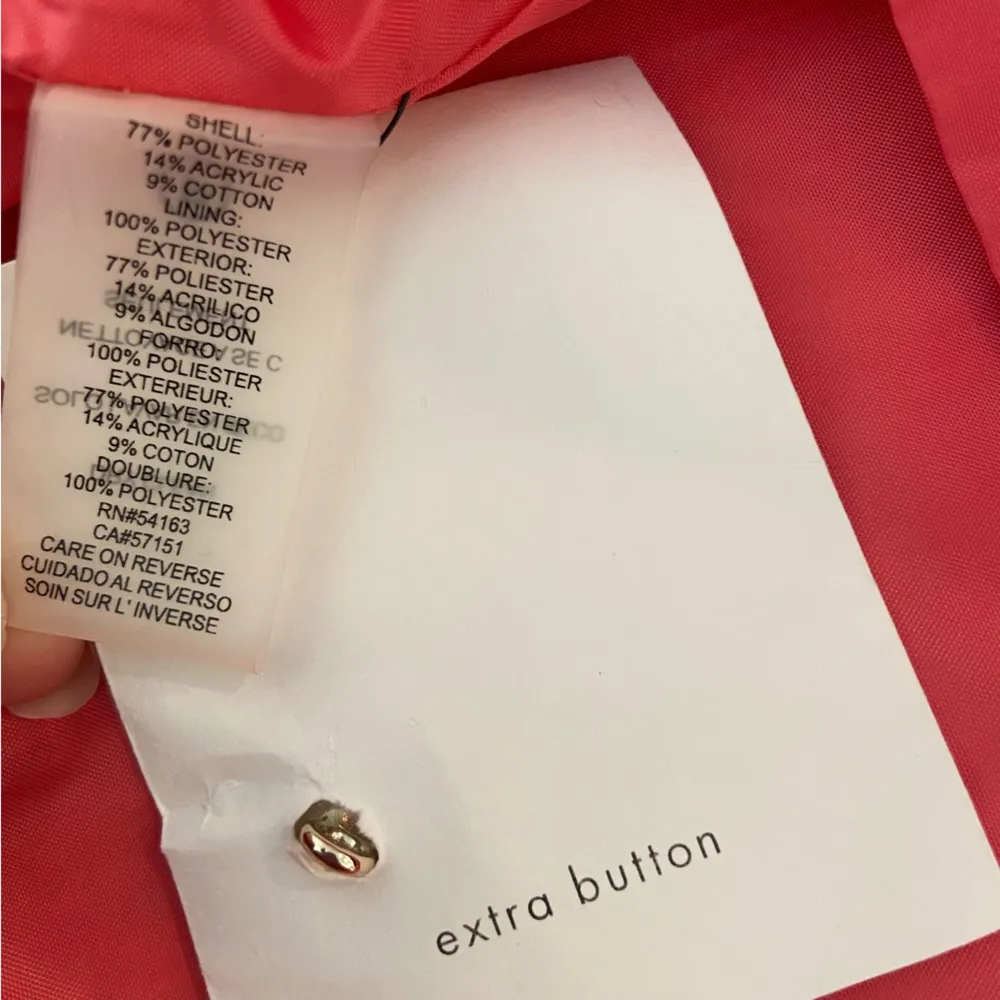 SHELL:
77% POLYESTER
14% ACRYLIC
9% COTTON
LINING:
100% POLYESTER
EXTERIOR:
77% POLIESTER
14% ACRILICO
9% ALGODON
FORRO:
100% POLIESTER
EXTERIEUR:
77% POLYESTER
14% ACRYLIQUE
9% COTON
DOUBLURE:
100% POLYESTER
RN#54163
CA#57151
CARE ON REVERSE
CUIDADO AL REVERSO
SOIN SUR L' INVERSE
extra button